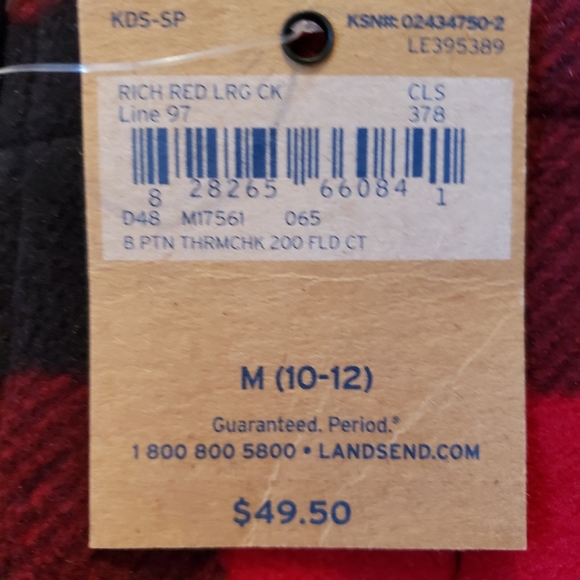 KDS-SP KSN#: 02434750-2
LE395389
RICH RED LRG CK CLS
Line 97 378
8 28265 66084 1
D48 M17561 065
B PTN THRMCHK 200 FLD CT
M (10-12)
Guaranteed. Period.®
1 800 800 5800 • LANDSEND.COM
$49.50